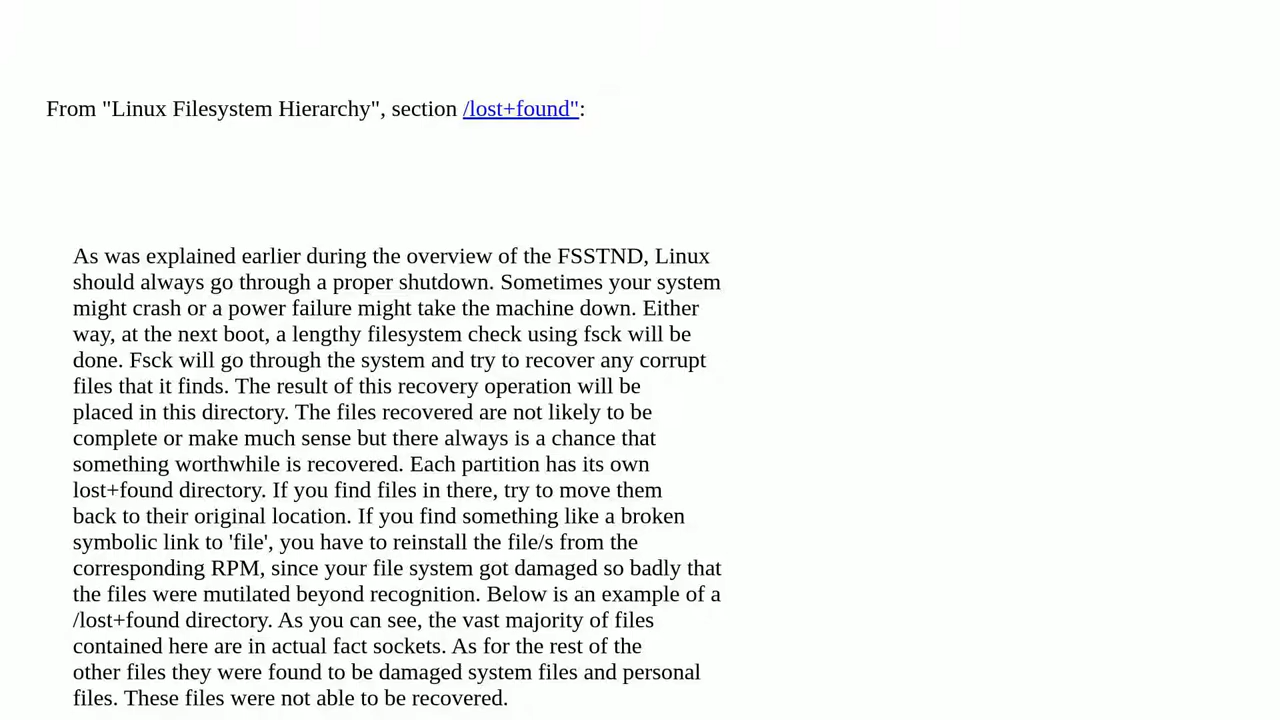 From "Linux Filesystem Hierarchy", section /lost+found":
As was explained earlier during the overview of the FSSTND, Linux
should always go through a proper shutdown. Sometimes your system
might crash or a power failure might take the machine down. Either
way, at the next boot, a lengthy filesystem check using fsck will be
done. Fsck will go through the system and try to recover any corrupt
files that it finds. The result of this recovery operation will be
placed in this directory. The files recovered are not likely to be
complete or make much sense but there always is a chance that
something worthwhile is recovered. Each partition has its own
lost+found directory. If you find files in there, try to move them
back to their original location. If you find something like a broken
symbolic link to 'file', you have to reinstall the file/s from the
corresponding RPM, since your file system got damaged so badly that
the files were mutilated beyond recognition. Below is an example of a
/lost+found directory. As you can see, the vast majority of files
contained here are in actual fact sockets. As for the rest of the
other files they were found to be damaged system files and personal
files. These files were not able to be recovered.